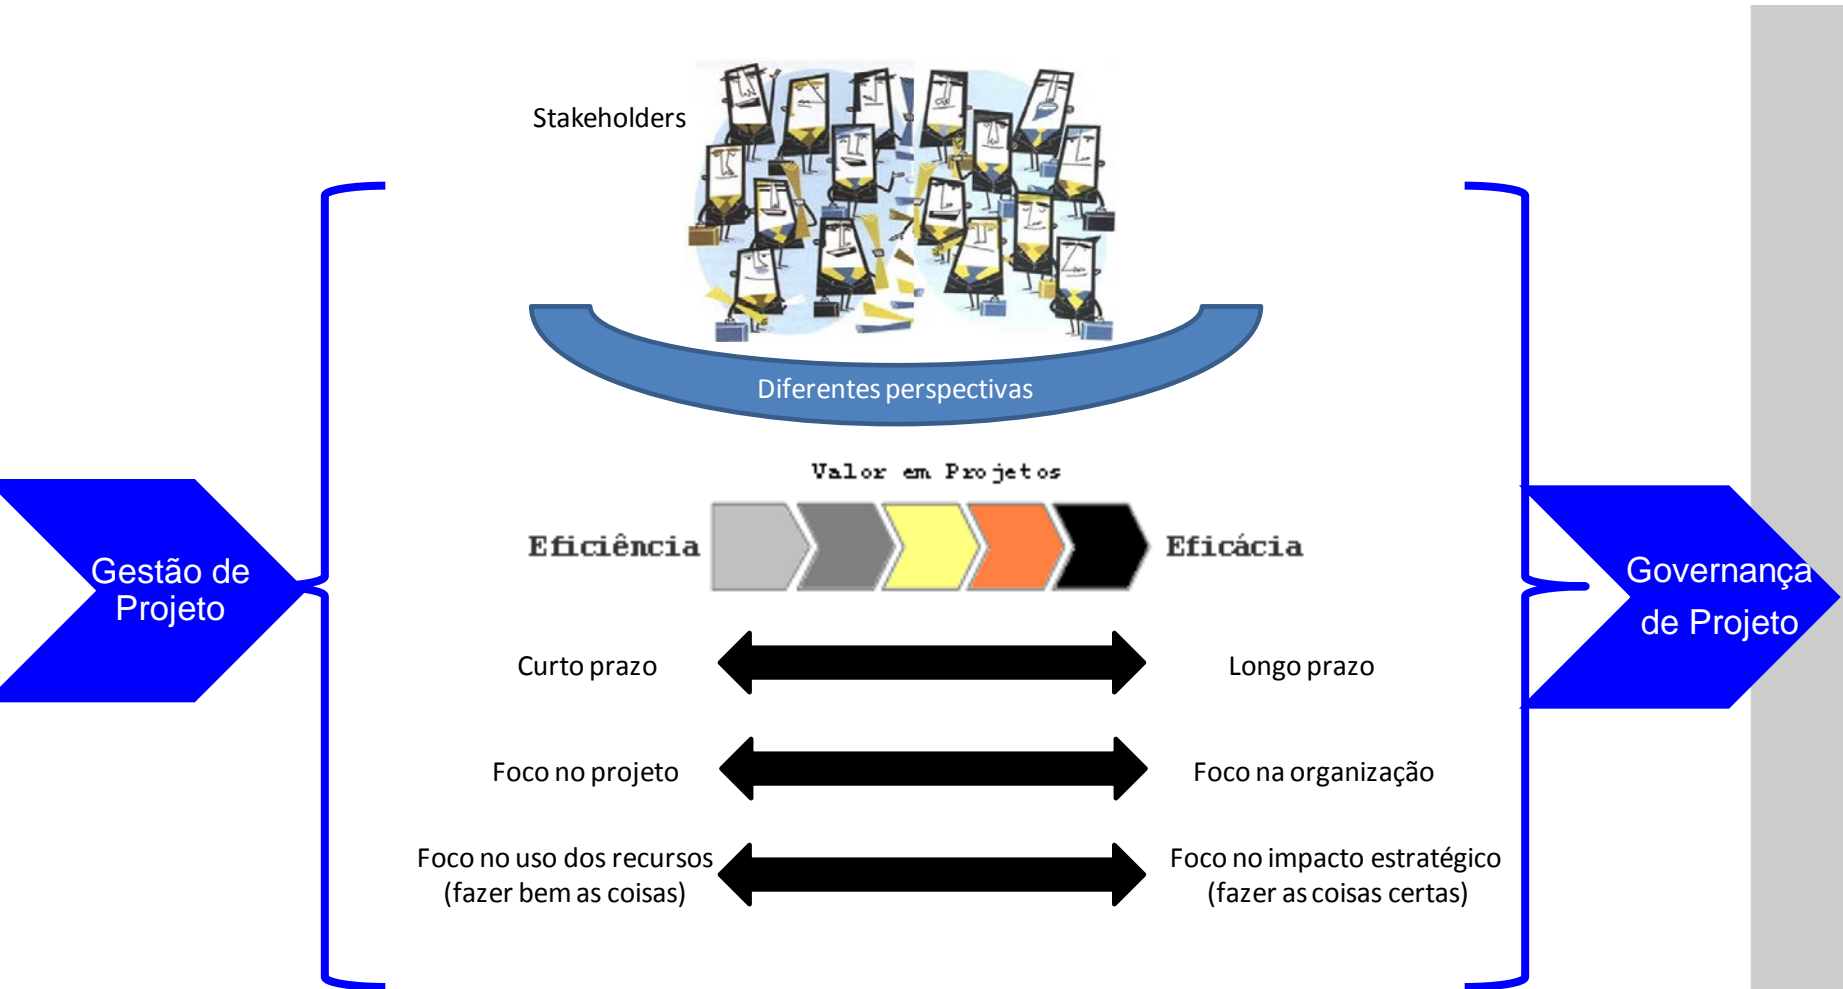 Stakeholders
Diferentes perspectivas
Valor em Projetos
Eficiência
Eficácia
Gestão de
Projeto
Governança
de Projeto
Curto prazo
Longo prazo
Foco no projeto
Foco na organização
Foco no uso dos recursos
(fazer bem as coisas)
Foco no impacto estratégico
(fazer as coisas certas)